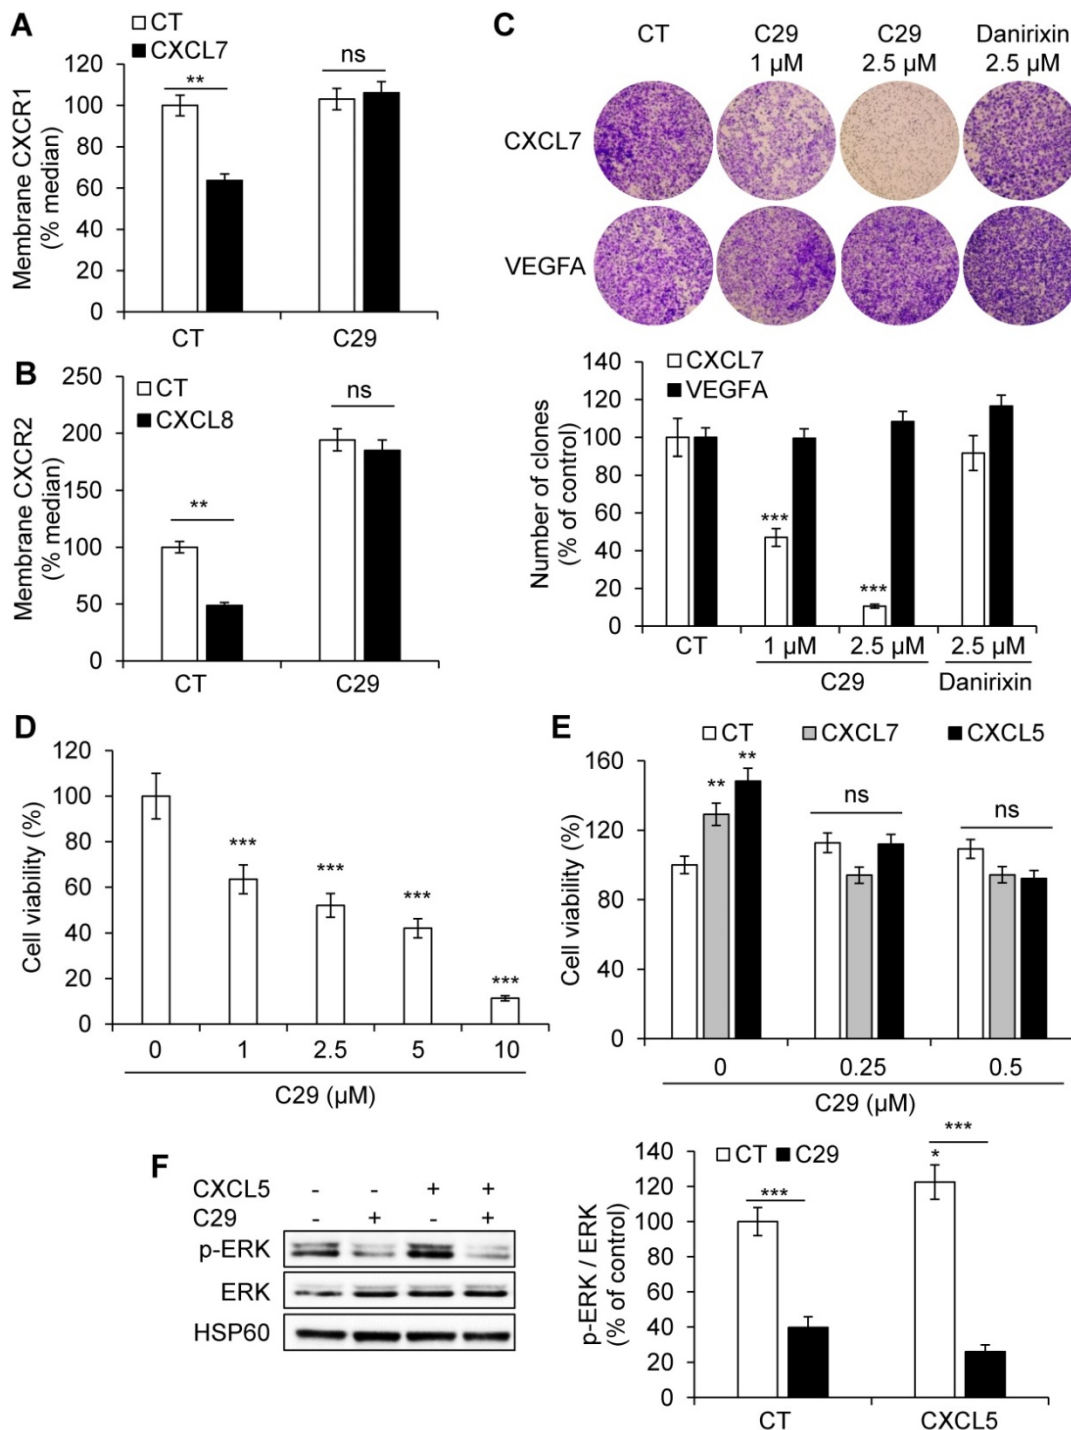 A
CT
CXCL7
120
100
80
60
40
20
0
Membrane CXCR1
(% median)
**
ns
CT
C29
B
CT
CXCL8
250
200
150
100
50
0
Membrane CXCR2
(% median)
**
ns
CT
C29
C
CT
C29
1 µM
C29
2.5 µM
Danirixin
2.5 µM
CXCL7
VEGFA
CXCL7
VEGFA
140
120
100
80
60
40
20
0
Number of clones
(% of control)
***
***
CT
1 µM
2.5 µM
2.5 µM
C29
Danirixin
D
120
100
80
60
40
20
0
Cell viability (%)
***
***
***
***
0
1
2.5
5
10
C29 (µM)
E
CT
CXCL7
CXCL5
160
120
80
40
0
Cell viability (%)
**
**
ns
ns
0
0.25
0.5
C29 (µM)
F
CXCL5 - - + +
C29 - + - +
p-ERK
ERK
HSP60
CT
C29
140
120
100
80
60
40
20
0
p-ERK / ERK
(% of control)
***
*
***
CT
CXCL5